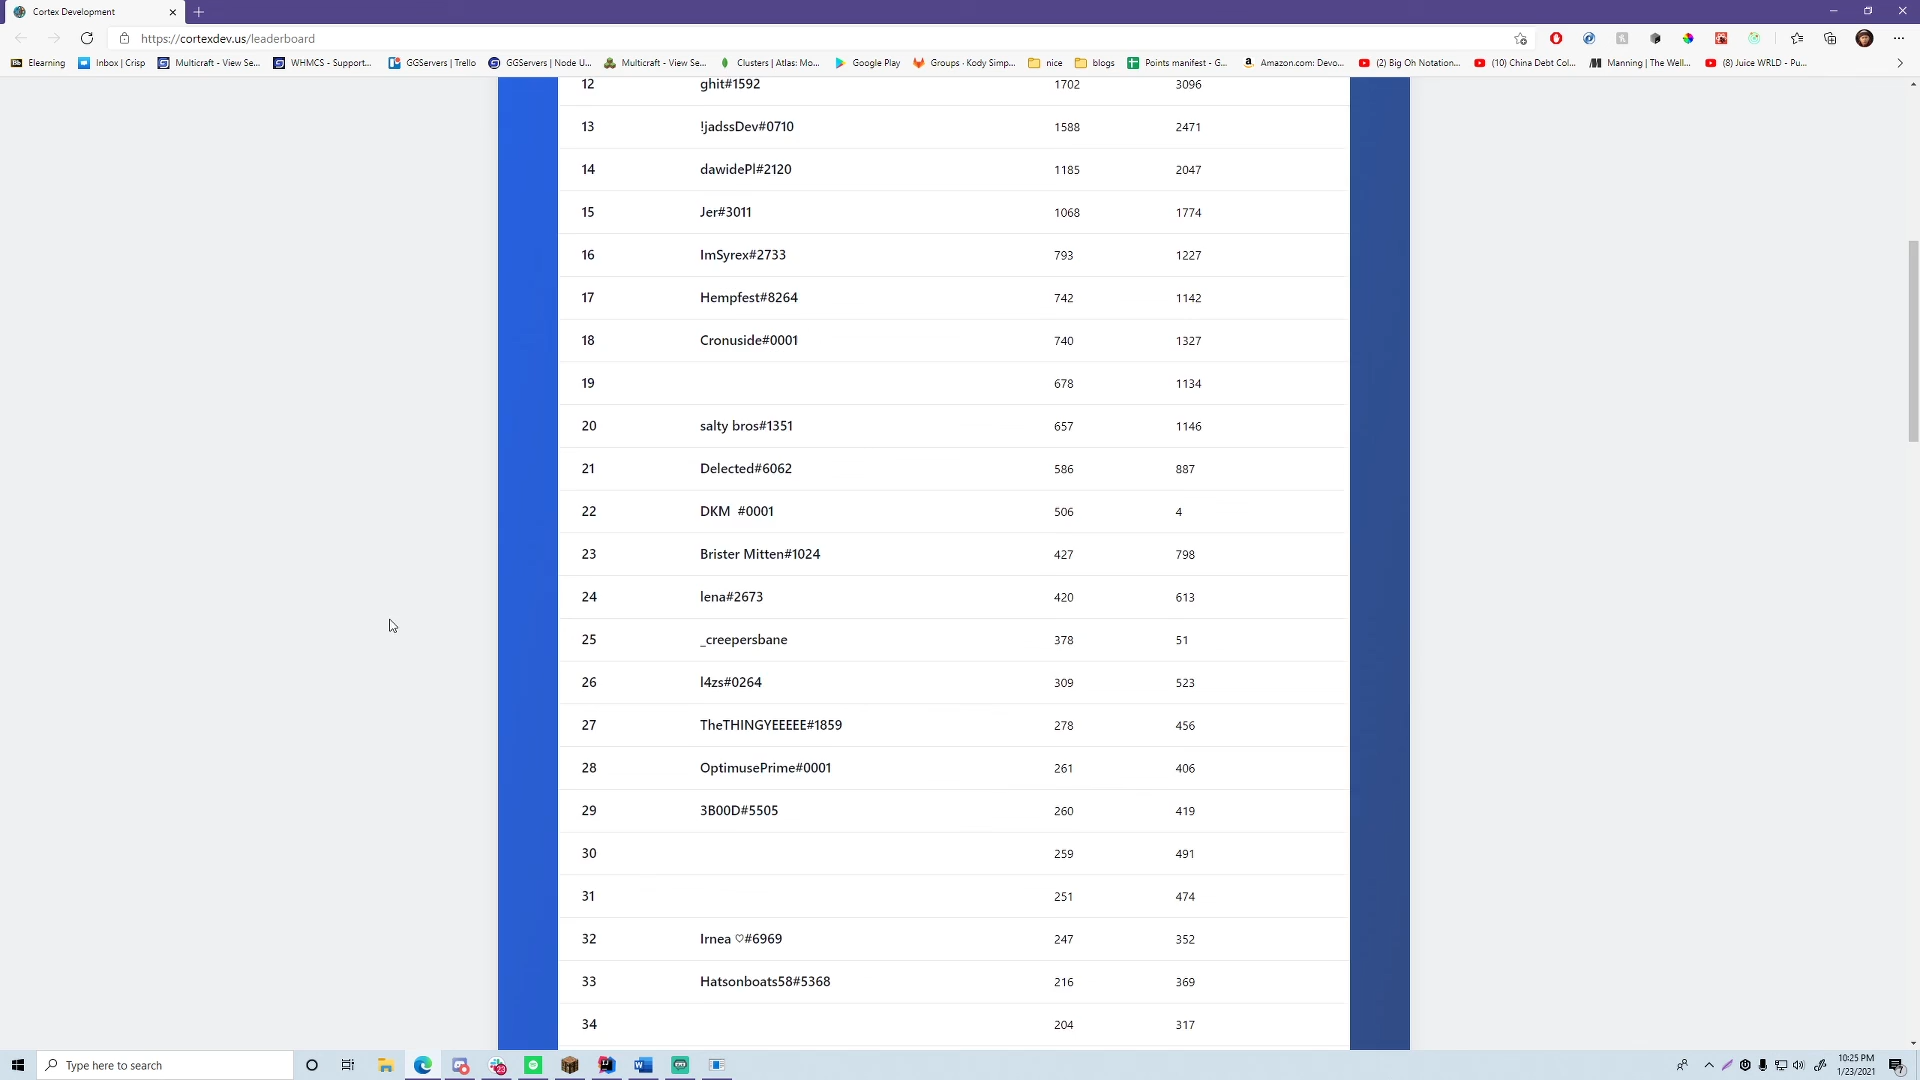 Cortex Development
https://cortexdev.us/leaderboard
Elearning Inbox | Crisp Multicraft - View Se... WHMCS - Support... GGServers | Trello GGServers | Node U... Multicraft - View Se... Clusters | Atlas: Mo... Google Play Groups · Kody Simp... nice blogs Points manifest - G... Amazon.com: Devo... (2) Big Oh Notation... (10) China Debt Col... Manning | The Well... (8) Juice WRLD - Pu...
12 ghit#1592 1702 3096
13 !jadssDev#0710 1588 2471
14 dawidePl#2120 1185 2047
15 Jer#3011 1068 1774
16 ImSyrex#2733 793 1227
17 Hempfest#8264 742 1142
18 Cronuside#0001 740 1327
19 678 1134
20 salty bros#1351 657 1146
21 Delected#6062 586 887
22 DKM  #0001 506 4
23 Brister Mitten#1024 427 798
24 lena#2673 420 613
25 _creepersbane 378 51
26 l4zs#0264 309 523
27 TheTHINGYEEEEE#1859 278 456
28 OptimusePrime#0001 261 406
29 3B00D#5505 260 419
30 259 491
31 251 474
32 Irnea ♡#6969 247 352
33 Hatsonboats58#5368 216 369
34 204 317
Type here to search
10:25 PM
1/23/2021